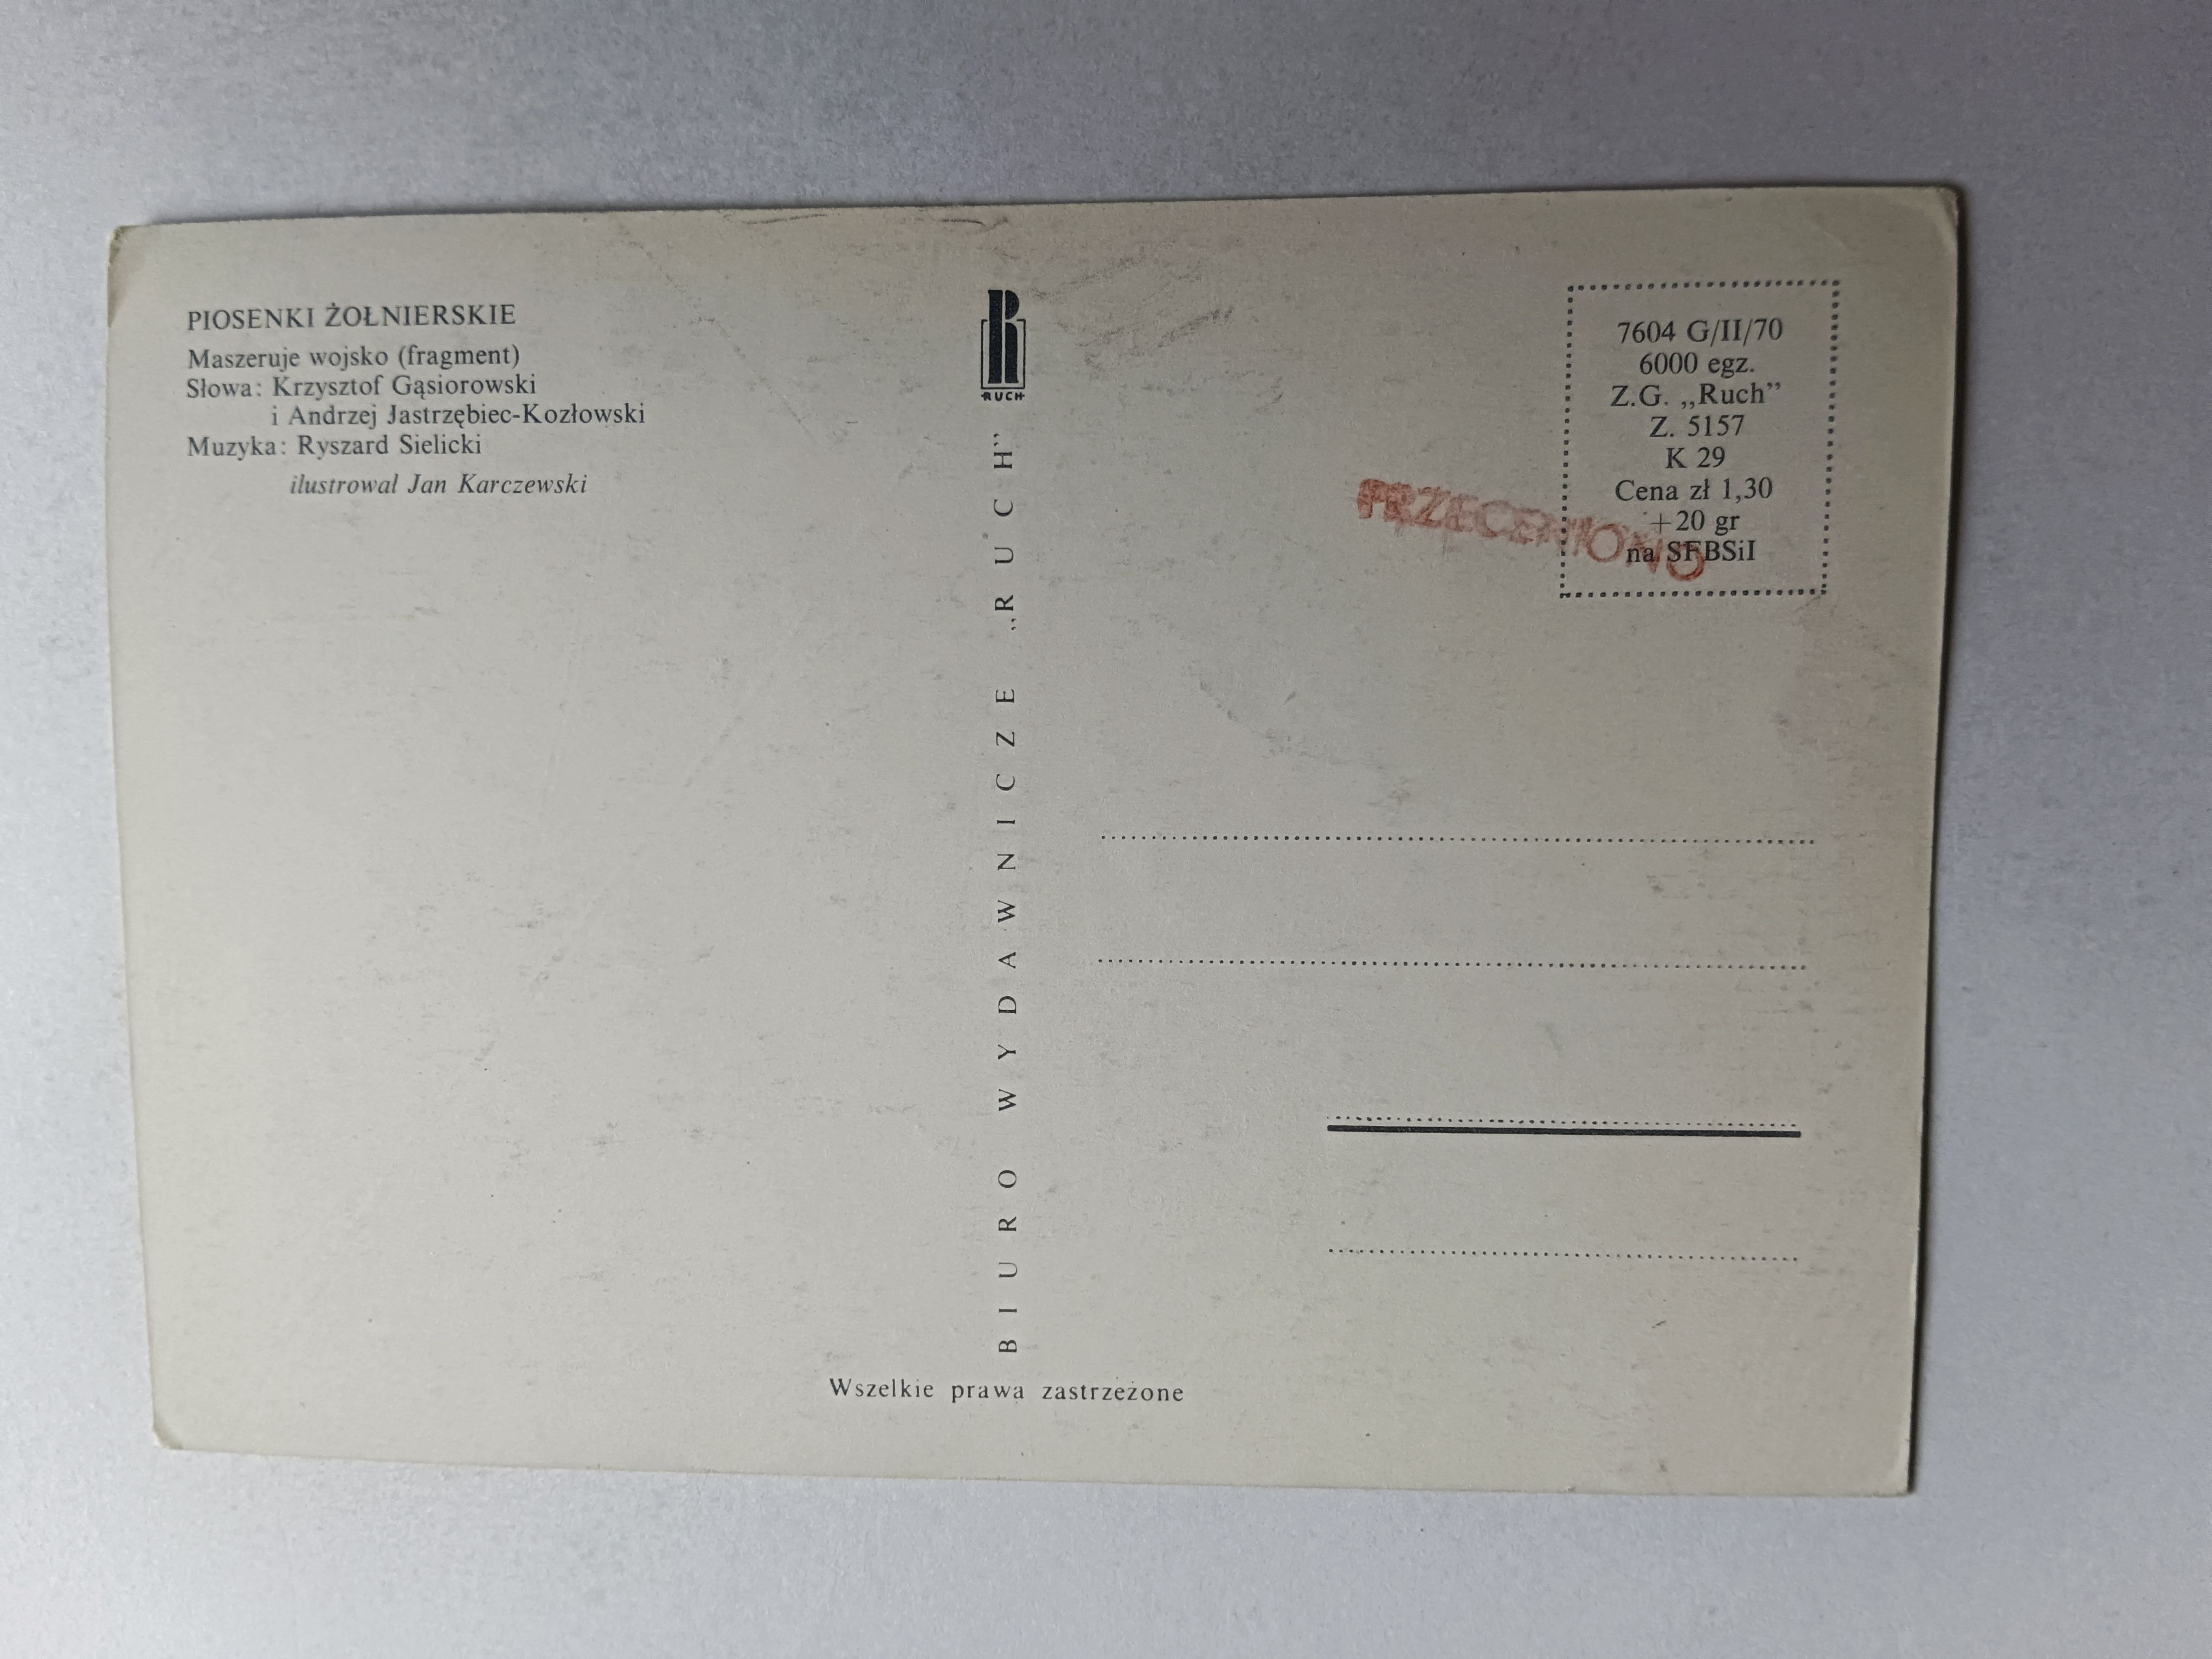 PIOSENKI ŻOŁNIERSKIE
Maszeruje wojsko (fragment)
Słowa: Krzysztof Gąsiorowski
i Andrzej Jastrzębiec-Kozłowski
Muzyka: Ryszard Sielicki
ilustrował Jan Karczewski
RUCH
BIURO WYDAWNICZE „RUCH”
7604 G/II/70
6000 egz.
Z.G. „Ruch”
Z. 5157
K 29
Cena zł 1,30
+20 gr
na SFBSiI
PRZECENIONO
Wszelkie prawa zastrzeżone